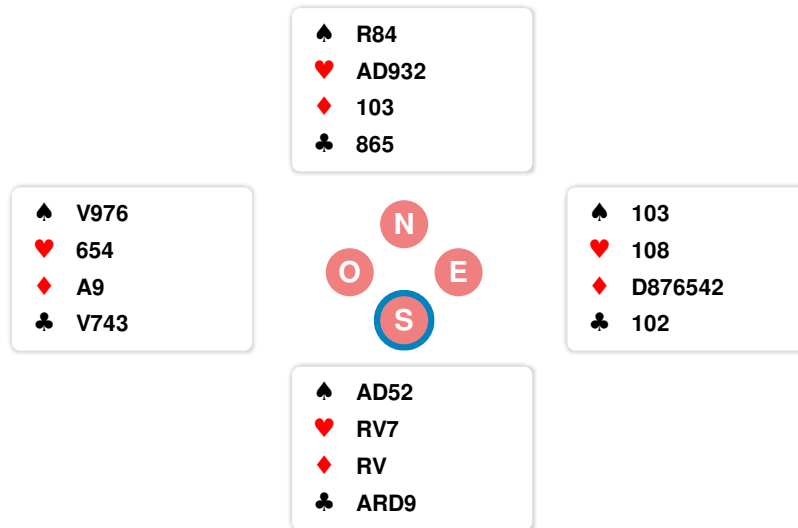 ♠ R84
♥ AD932
♦ 103
♣ 865
♠ V976
♥ 654
♦ A9
♣ V743
N
O E
S
♠ 103
♥ 108
♦ D876542
♣ 102
♠ AD52
♥ RV7
♦ RV
♣ ARD9